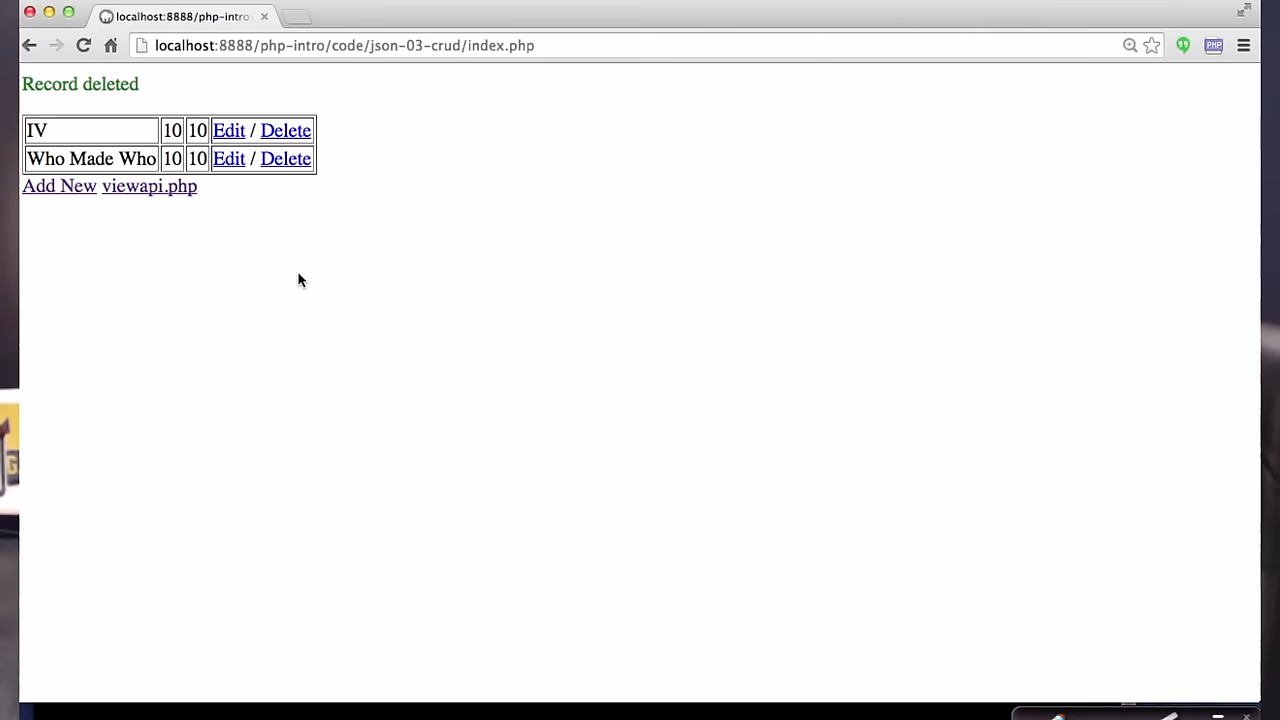 localhost:8888/php-intro
localhost:8888/php-intro/code/json-03-crud/index.php
PHP
Record deleted
IV 10 10 Edit / Delete
Who Made Who 10 10 Edit / Delete
Add New viewapi.php